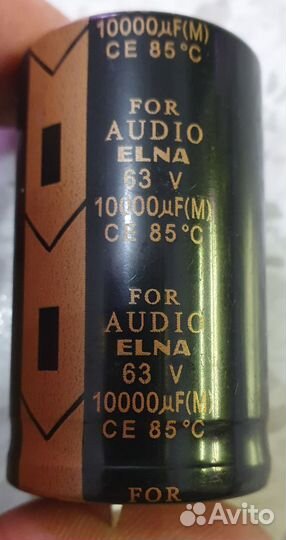 10000µF(M)
CE 85°C
FOR
AUDIO
ELNA
63 V
10000µF(M)
CE 85°C
FOR
AUDIO
ELNA
63 V
10000µF(M)
CE 85°C
FOR
Avito